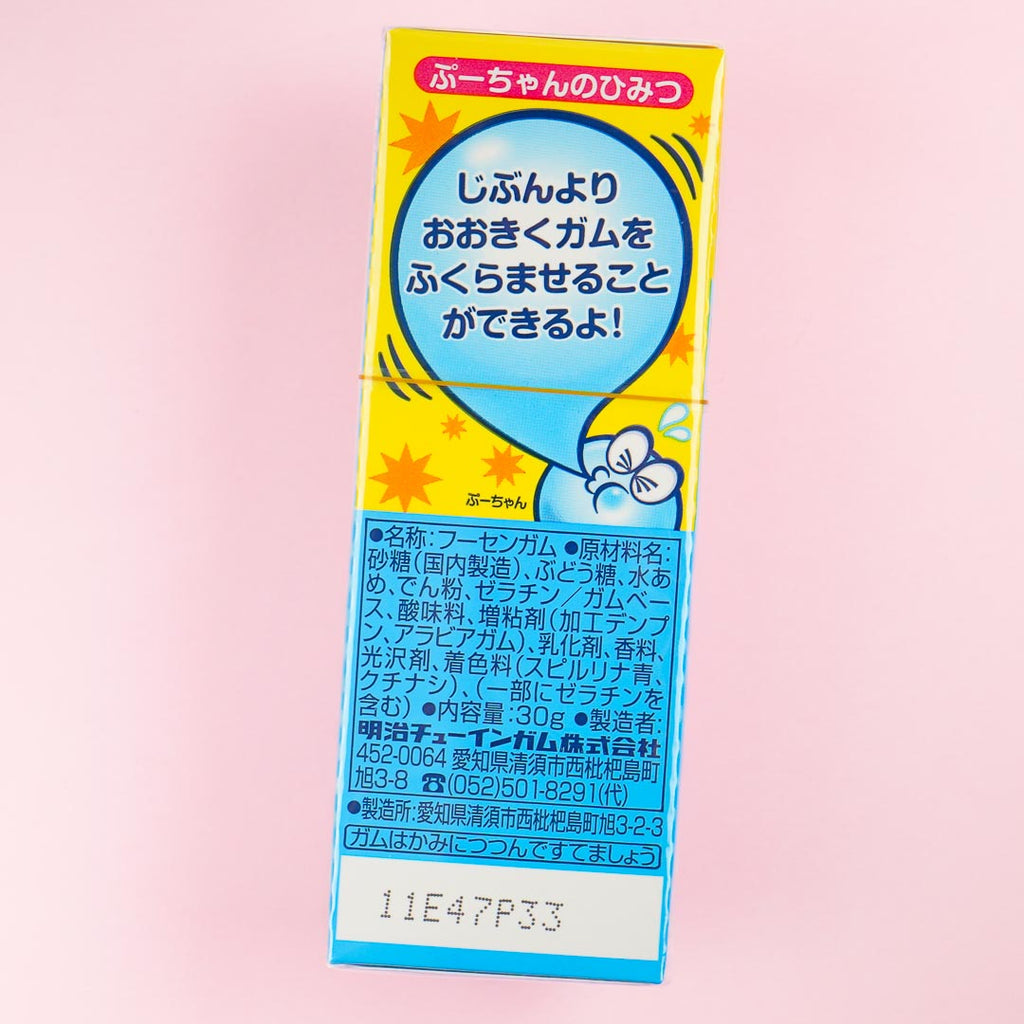 ぷーちゃんのひみつ
じぶんより
おおきくガムを
ふくらませること
ができるよ!
ぷーちゃん
●名称:フーセンガム ●原材料名:
砂糖(国内製造)、ぶどう糖、水あ
め、でん粉、ゼラチン/ガムベー
ス、酸味料、増粘剤(加工デンプ
ン、アラビアガム)、乳化剤、香料、
光沢剤、着色料(スピルリナ青、
クチナシ)、(一部にゼラチンを
含む) ●内容量:30g ●製造者:
明治チューインガム株式会社
452-0064 愛知県清須市西枇杷島町
旭3-8 ☎(052)501-8291(代)
●製造所:愛知県清須市西枇杷島町旭3-2-3
ガムはかみにつつんですてましょう
11E47P33